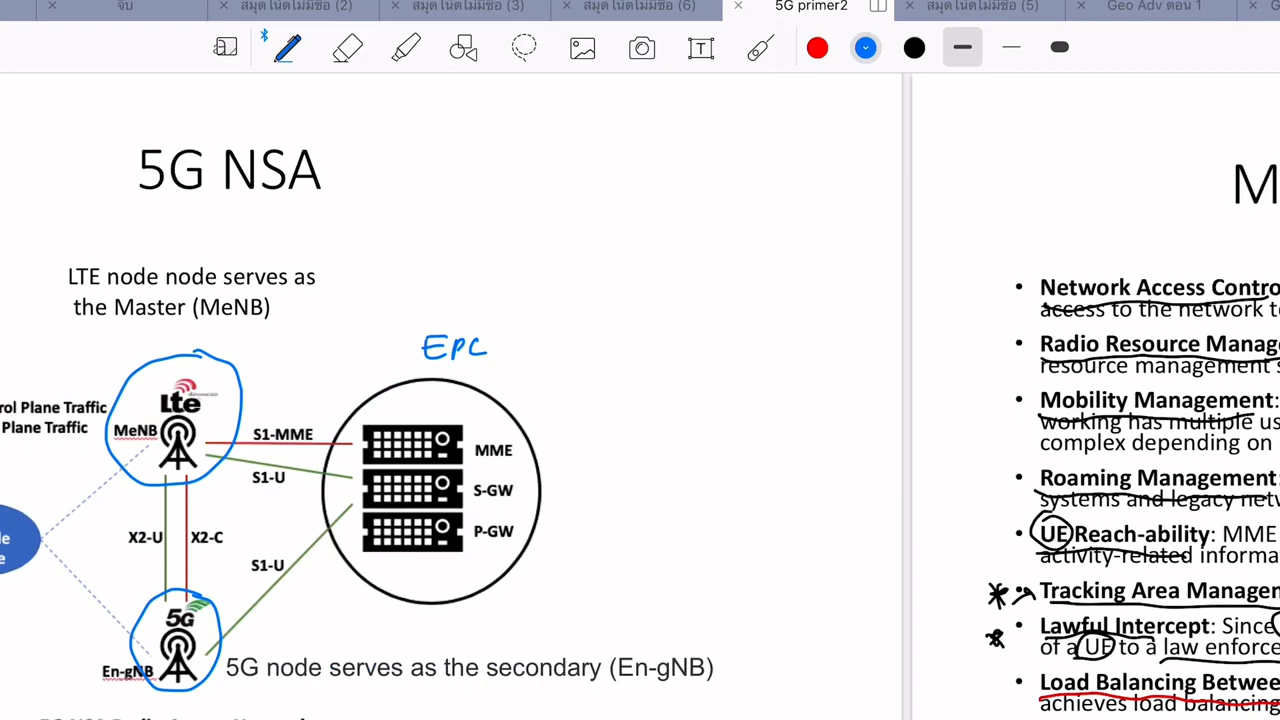 จีบ
สมุดโน้ตไม่มีชื่อ (2)
สมุดโน้ตไม่มีชื่อ (3)
สมุดโน้ตไม่มีชื่อ (6)
5G primer2
สมุดโน้ตไม่มีชื่อ (5)
Geo Adv ตอน 1
5G NSA
LTE node node serves as
the Master (MeNB)
EPC
rol Plane Traffic
Plane Traffic
Lte
MeNB
S1-MME
S1-U
MME
S-GW
P-GW
X2-U
X2-C
S1-U
5G
En-gNB
5G node serves as the secondary (En-gNB)
M
• Network Access Contro
access to the network t
• Radio Resource Manag
resource management s
• Mobility Management:
working has multiple us
complex depending on
• Roaming Management:
systems and legacy netw
• UE Reach-ability: MME
activity-related informa
• Tracking Area Managem
• Lawful Intercept: Since
of a UE to a law enforce
• Load Balancing Betwee
achieves load balancing